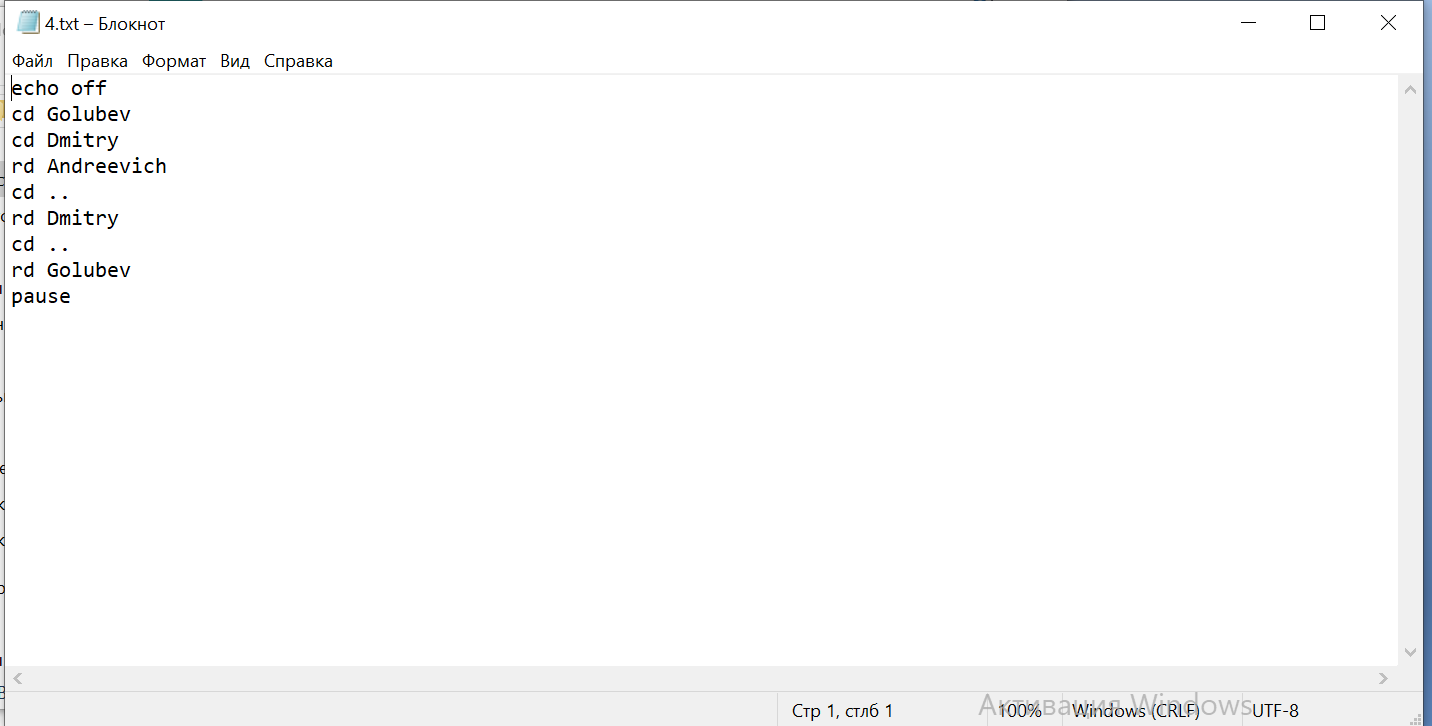 4.txt – Блокнот
Файл Правка Формат Вид Справка
echo off
cd Golubev
cd Dmitry
rd Andreevich
cd ..
rd Dmitry
cd ..
rd Golubev
pause
Активация Windows
Стр 1, стлб 1 100% Windows (CRLF) UTF-8